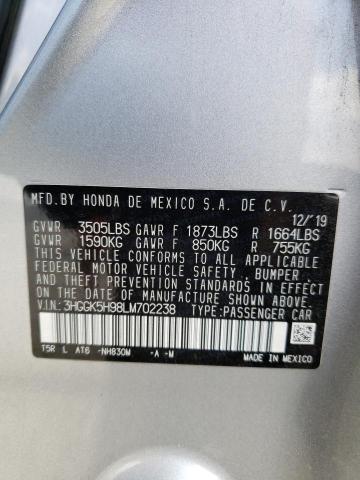 MFD.BY HONDA DE MEXICO S.A. DE C.V.
12/'19
GVWR 3505LBS GAWR F 1873LBS R 1664LBS
GVWR 1590KG GAWR F 850KG R 755KG
THIS VEHICLE CONFORMS TO ALL APPLICABLE
FEDERAL MOTOR VEHICLE SAFETY, BUMPER,
AND THEFT PREVENTION STANDARDS IN EFFECT ON
THE DATE OF MANUFACTURE SHOWN ABOVE.
V.I.N.:3HGGK5H98LM702238 TYPE:PASSENGER CAR
T5R L AT6 -NH830M -A -M MADE IN MEXICO